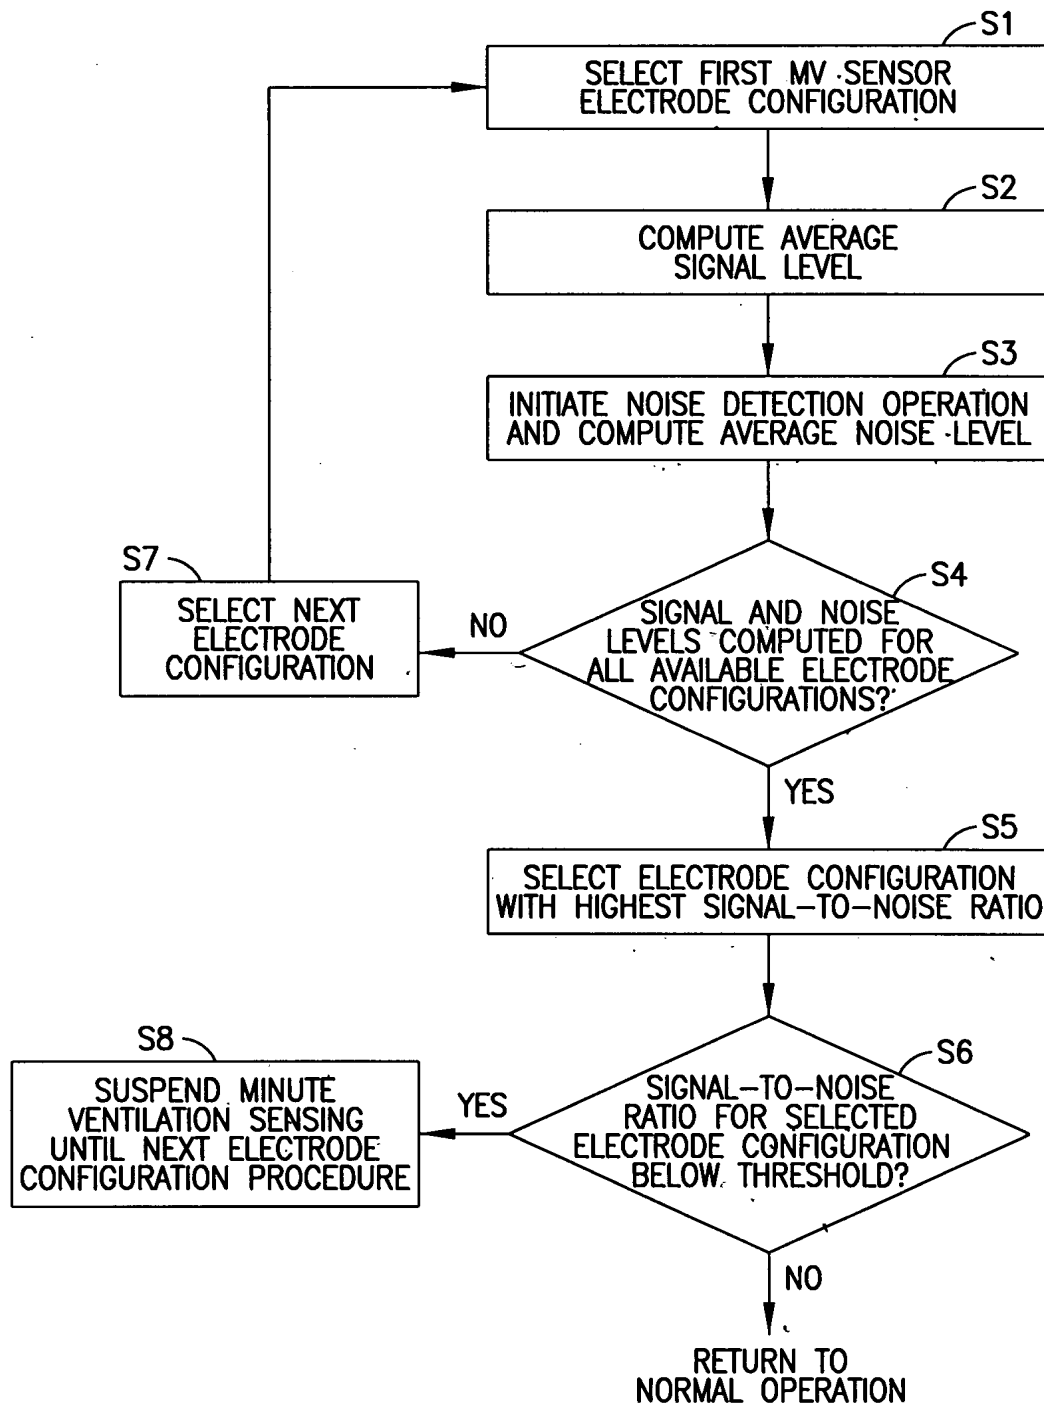 S1
SELECT FIRST MV SENSOR
ELECTRODE CONFIGURATION
S2
COMPUTE AVERAGE
SIGNAL LEVEL
S3
INITIATE NOISE DETECTION OPERATION
AND COMPUTE AVERAGE NOISE LEVEL
S7
SELECT NEXT
ELECTRODE
CONFIGURATION
NO
S4
SIGNAL AND NOISE
LEVELS COMPUTED FOR
ALL AVAILABLE ELECTRODE
CONFIGURATIONS?
YES
S5
SELECT ELECTRODE CONFIGURATION
WITH HIGHEST SIGNAL-TO-NOISE RATIO
S8
SUSPEND MINUTE
VENTILATION SENSING
UNTIL NEXT ELECTRODE
CONFIGURATION PROCEDURE
YES
S6
SIGNAL-TO-NOISE
RATIO FOR SELECTED
ELECTRODE CONFIGURATION
BELOW THRESHOLD?
NO
RETURN TO
NORMAL OPERATION